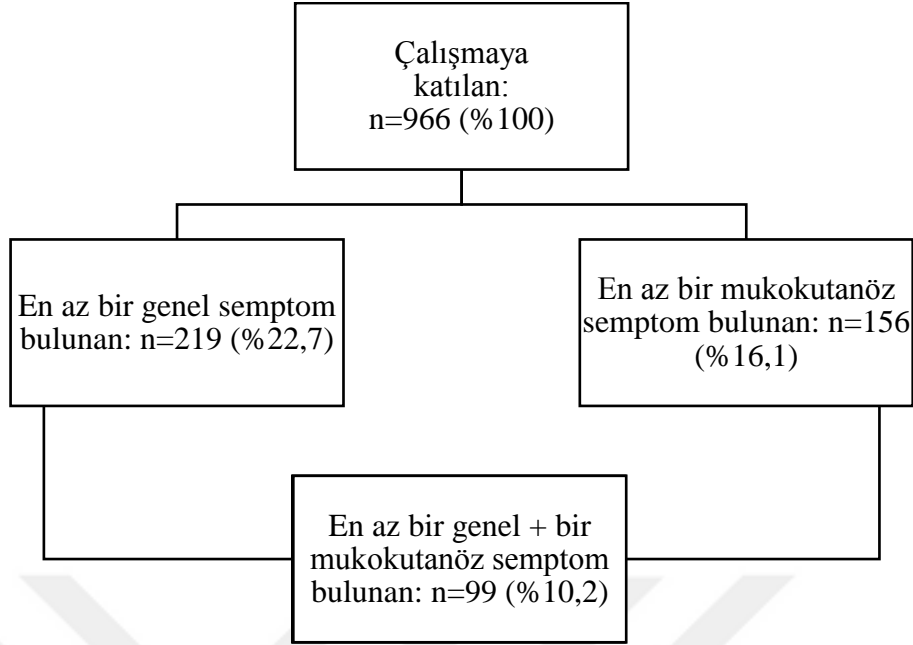 Çalışmaya
katılan:
n=966 (%100)
En az bir genel semptom
bulunan: n=219 (%22,7)
En az bir mukokutanöz
semptom bulunan: n=156
(%16,1)
En az bir genel + bir
mukokutanöz semptom
bulunan: n=99 (%10,2)